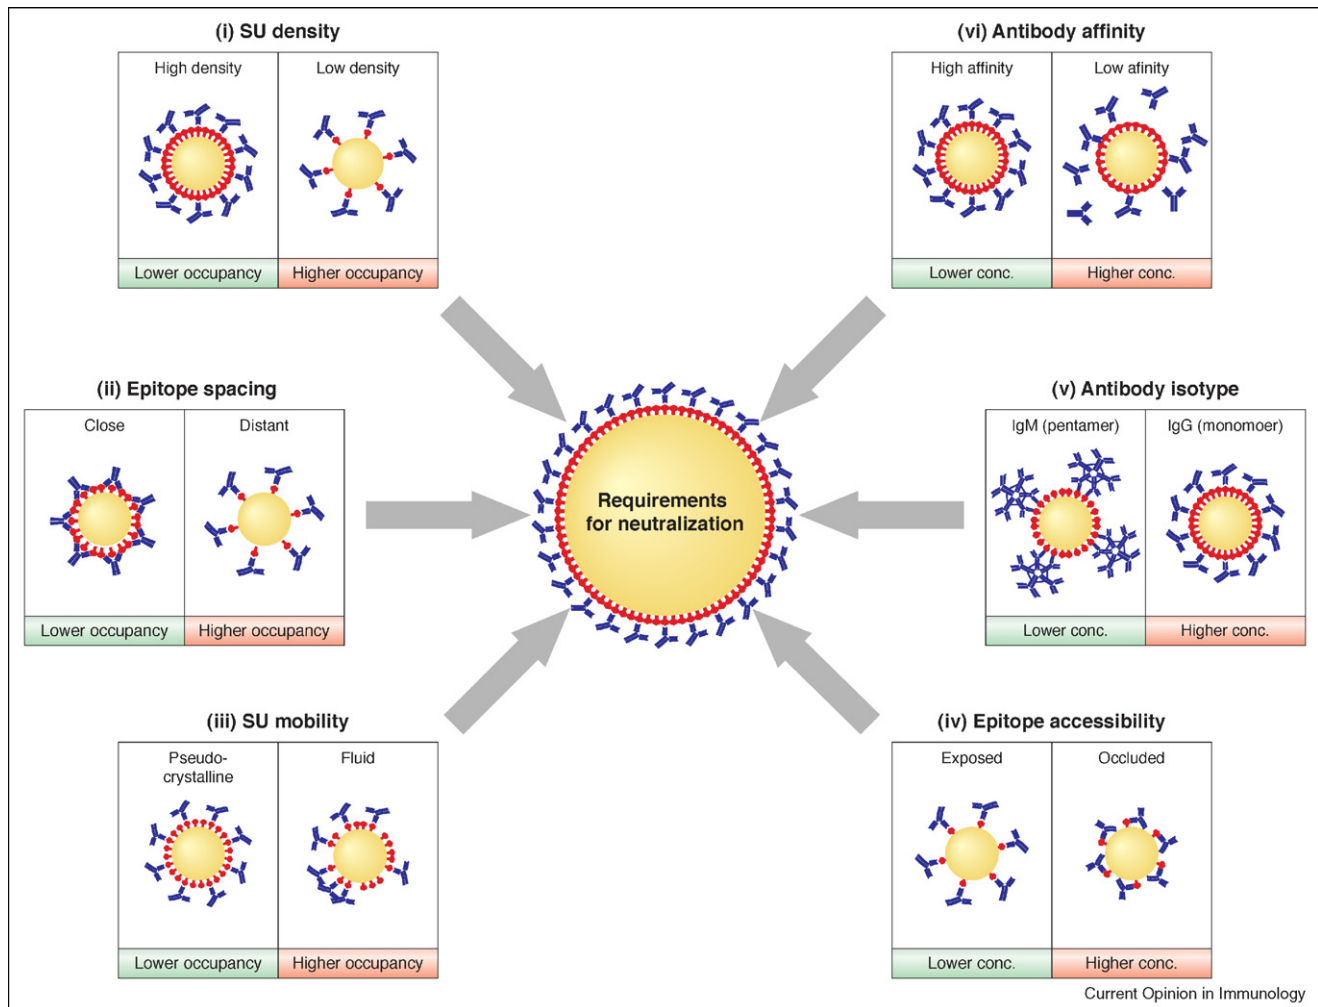 (i) SU density
High density
Low density
Lower occupancy
Higher occupancy
(vi) Antibody affinity
High affinity
Low afinity
Lower conc.
Higher conc.
(ii) Epitope spacing
Close
Distant
Lower occupancy
Higher occupancy
Requirements
for neutralization
(v) Antibody isotype
IgM (pentamer)
IgG (monomoer)
Lower conc.
Higher conc.
(iii) SU mobility
Pseudo-
crystalline
Fluid
Lower occupancy
Higher occupancy
(iv) Epitope accessibility
Exposed
Occluded
Lower conc.
Higher conc.
Current Opinion in Immunology